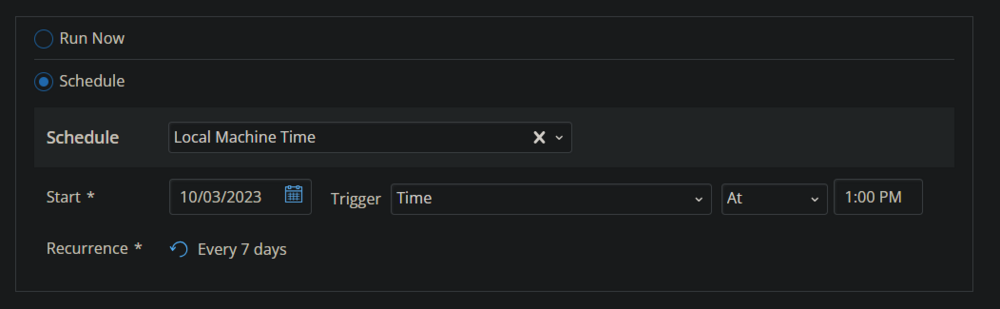 Run Now
Schedule
Schedule Local Machine Time
Start * 10/03/2023 Trigger Time At 1:00 PM
Recurrence * Every 7 days